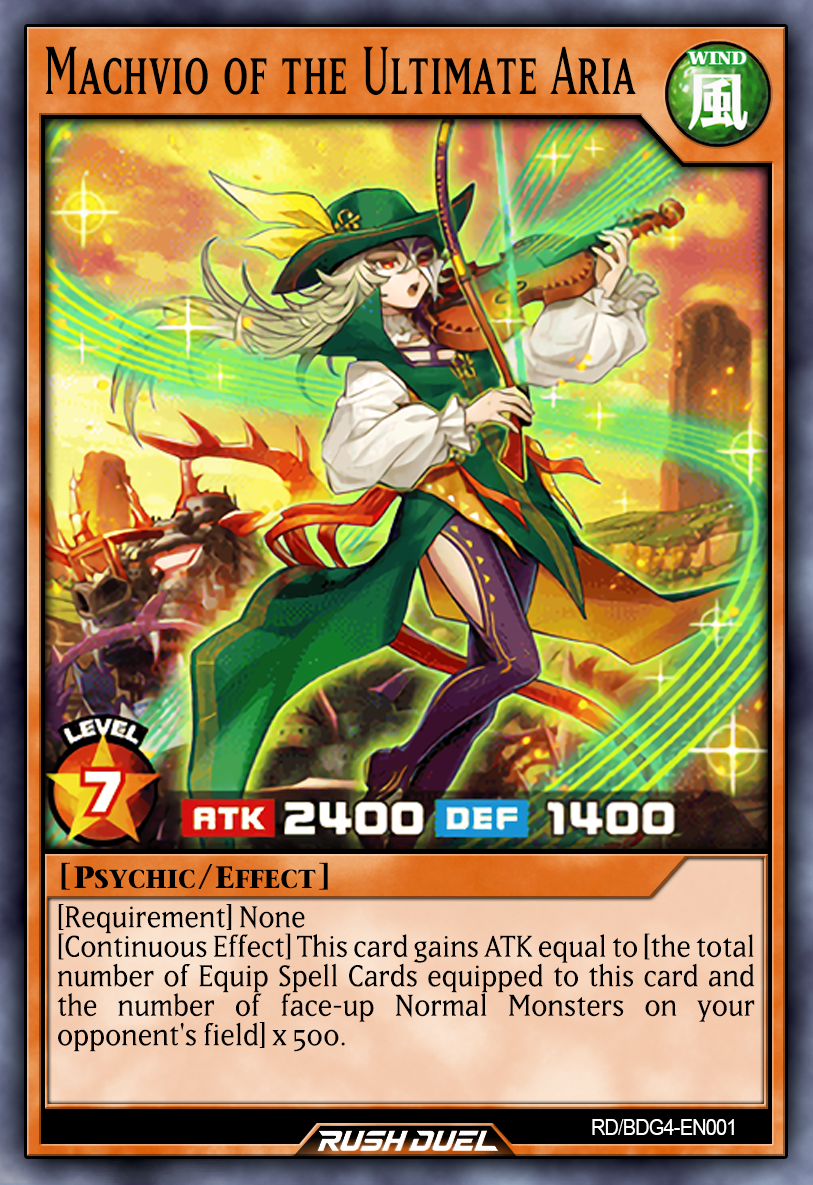 Machvio of the Ultimate Aria
WIND
風
LEVEL
7
ATK 2400 DEF 1400
[Psychic/Effect]
[Requirement] None
[Continuous Effect] This card gains ATK equal to [the total
number of Equip Spell Cards equipped to this card and
the number of face-up Normal Monsters on your
opponent's field] x 500.
RD/BDG4-EN001
RUSH DUEL